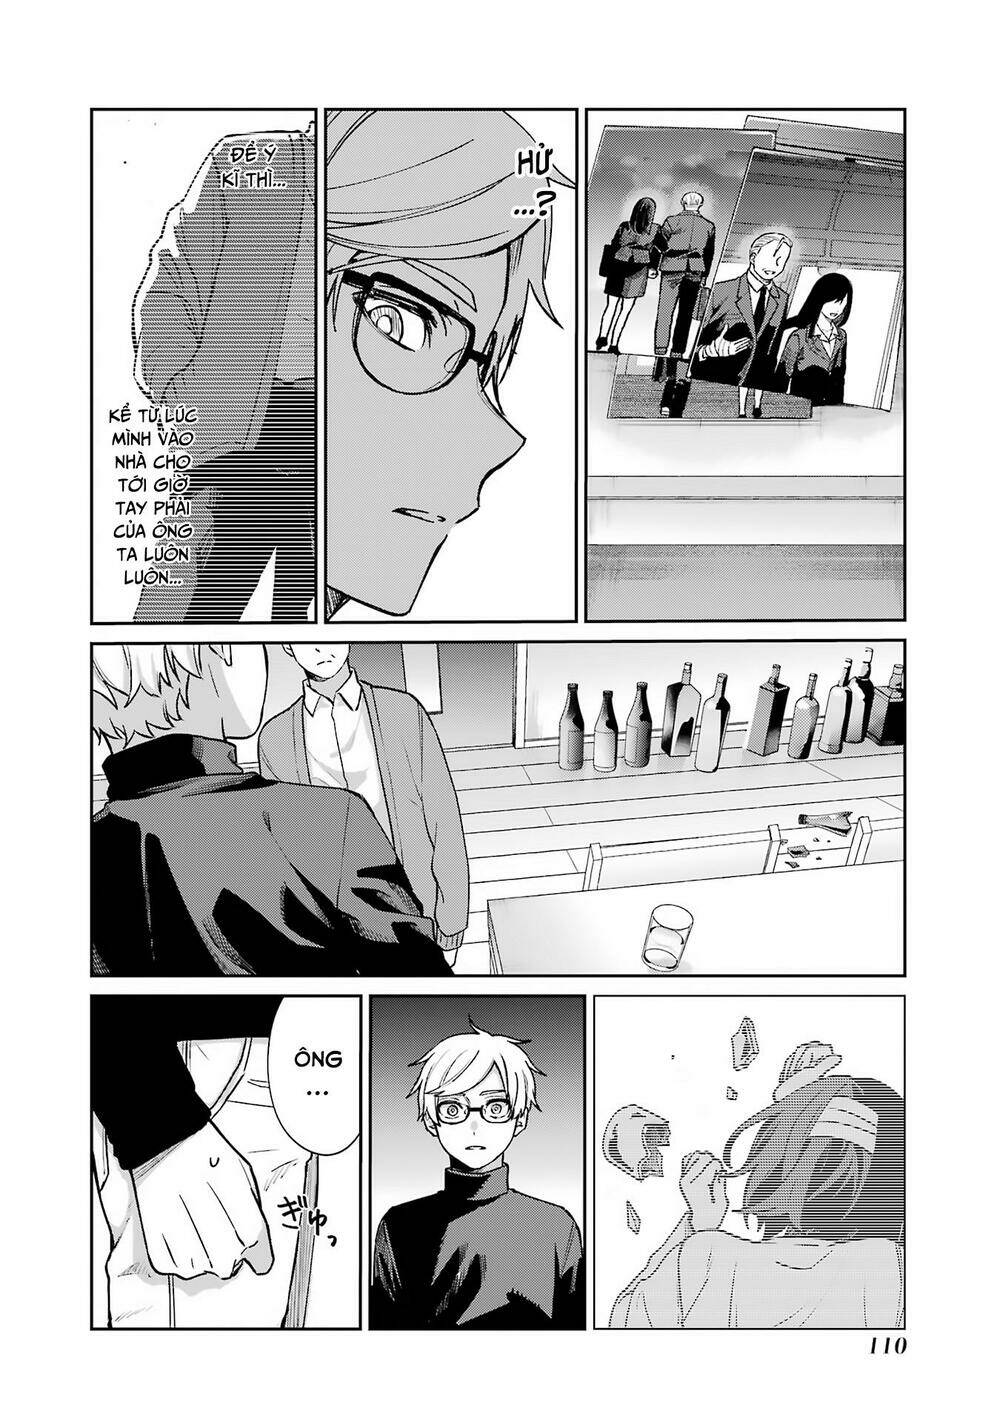 HỬ
...?
ĐỂ Ý
KĨ THÌ...
KỂ TỪ LÚC
MÌNH VÀO
NHÀ CHO
TỚI GIỜ
TAY PHẢI
CỦA ÔNG
TA LUÔN
LUÔN...
ÔNG
...
ぎゅっ
110